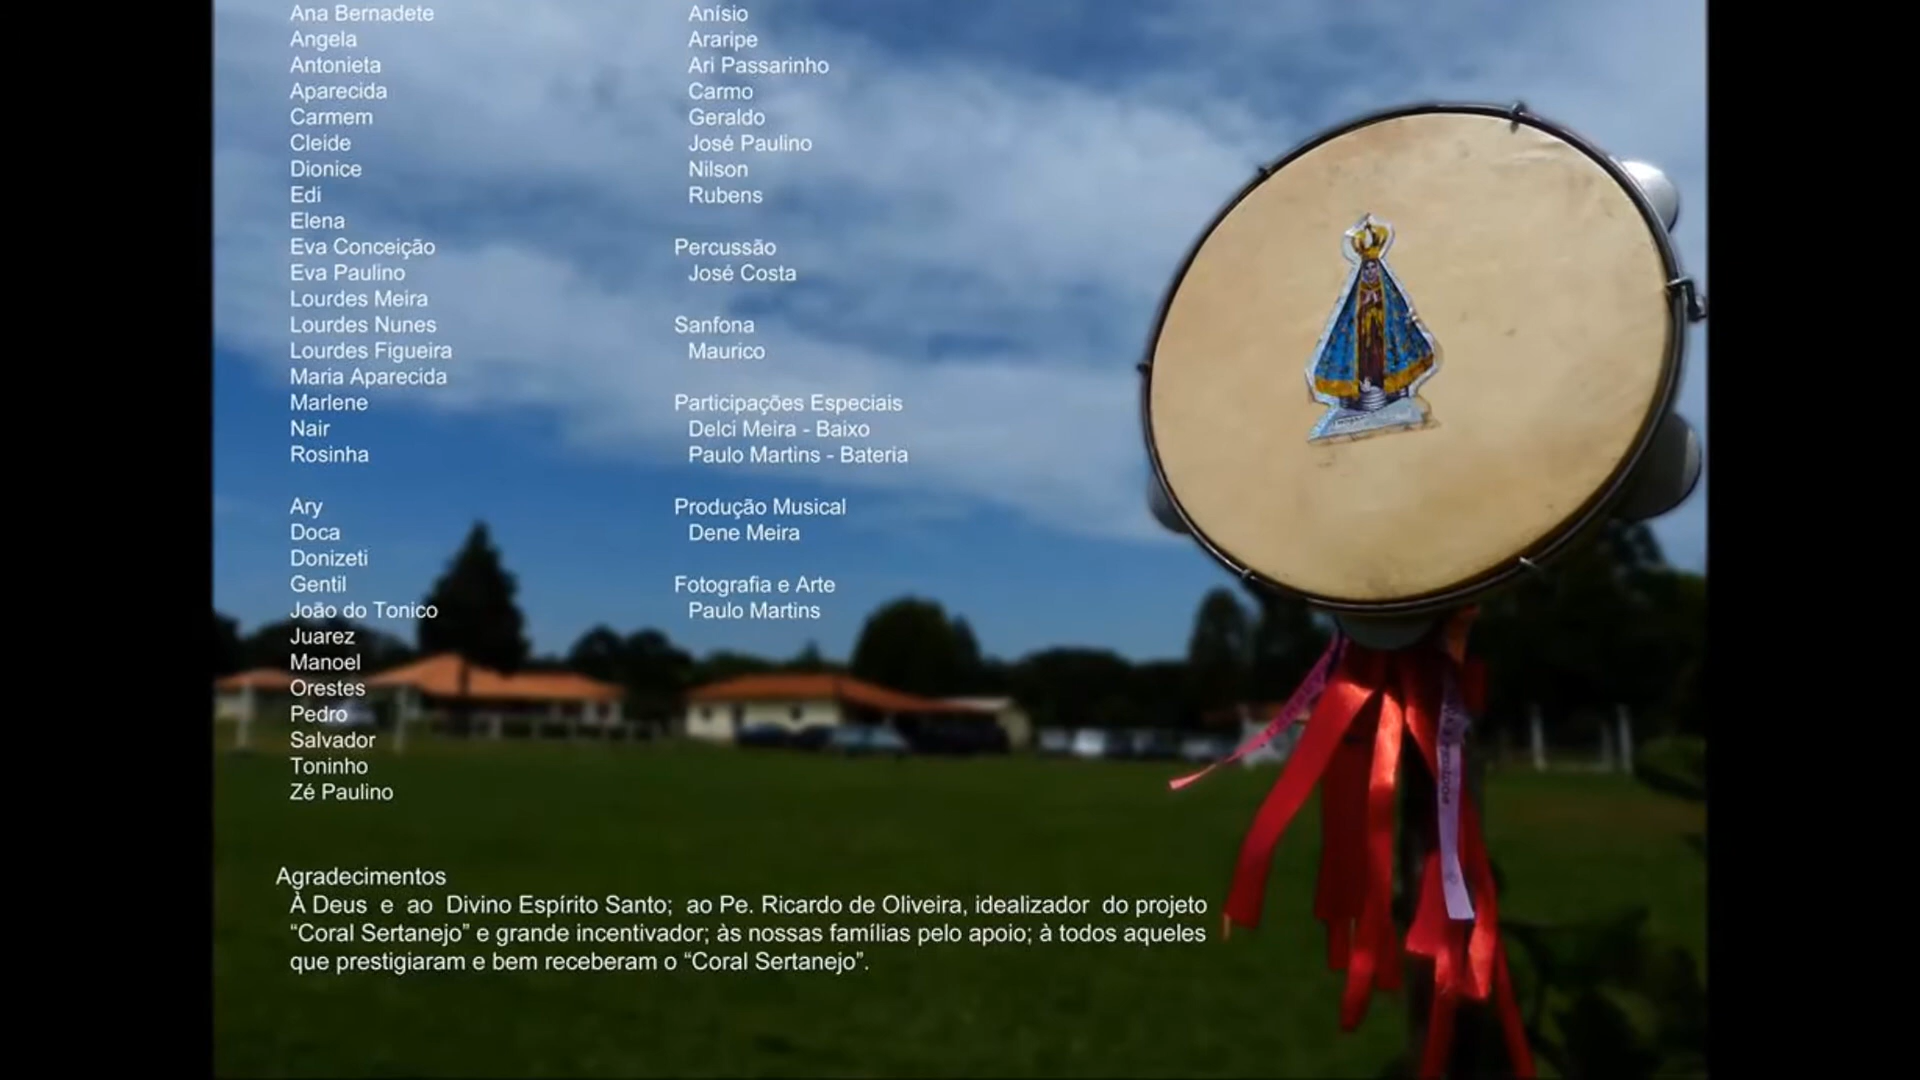 Ana Bernadete
Angela
Antonieta
Aparecida
Carmem
Cleide
Dionice
Edi
Elena
Eva Conceição
Eva Paulino
Lourdes Meira
Lourdes Nunes
Lourdes Figueira
Maria Aparecida
Marlene
Nair
Rosinha
Ary
Doca
Donizeti
Gentil
João do Tonico
Juarez
Manoel
Orestes
Pedro
Salvador
Toninho
Zé Paulino
Anísio
Araripe
Ari Passarinho
Carmo
Geraldo
José Paulino
Nilson
Rubens
Percussão
José Costa
Sanfona
Maurico
Participações Especiais
Delci Meira - Baixo
Paulo Martins - Bateria
Produção Musical
Dene Meira
Fotografia e Arte
Paulo Martins
Agradecimentos
À Deus e ao Divino Espírito Santo; ao Pe. Ricardo de Oliveira, idealizador do projeto
“Coral Sertanejo” e grande incentivador; às nossas famílias pelo apoio; à todos aqueles
que prestigiaram e bem receberam o “Coral Sertanejo”.